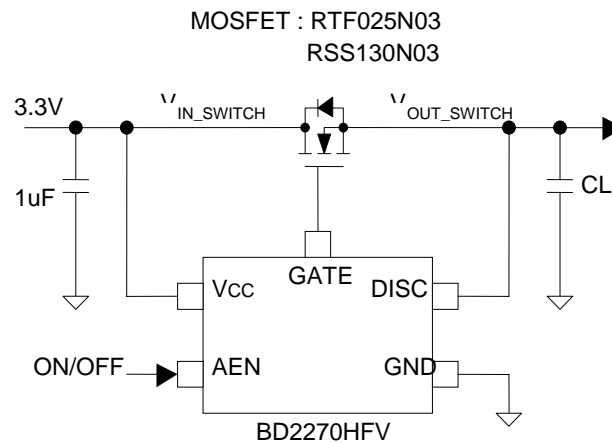 MOSFET : RTF025N03
RSS130N03
3.3V
VIN_SWITCH
VOUT_SWITCH
1uF
CL
GATE
VCC
DISC
ON/OFF
AEN
GND
BD2270HFV